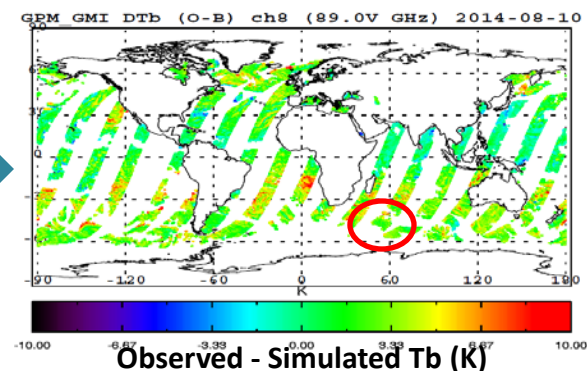 GPM_GMI DTb (O-B) ch8 (89.0V GHz) 2014-08-10
0
-90 -120 -60 0 60 120 180
K
-10.00 -6.67 -3.33 0.00 3.33 6.67 10.00
Observed - Simulated Tb (K)